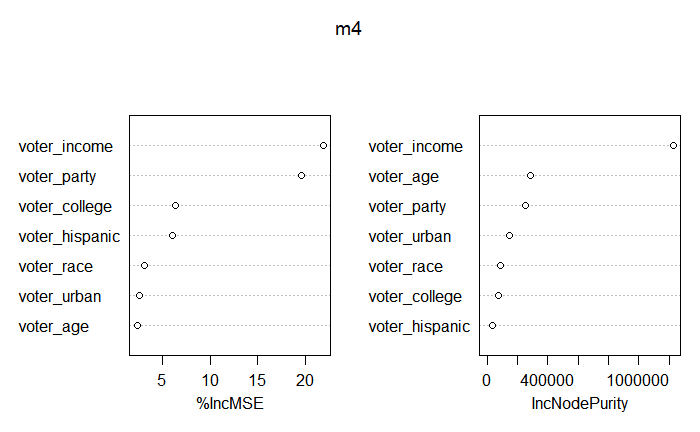 m4
voter_income
voter_party
voter_college
voter_hispanic
voter_race
voter_urban
voter_age
5 10 15 20
%IncMSE
voter_income
voter_age
voter_party
voter_urban
voter_race
voter_college
voter_hispanic
0 400000 1000000
IncNodePurity